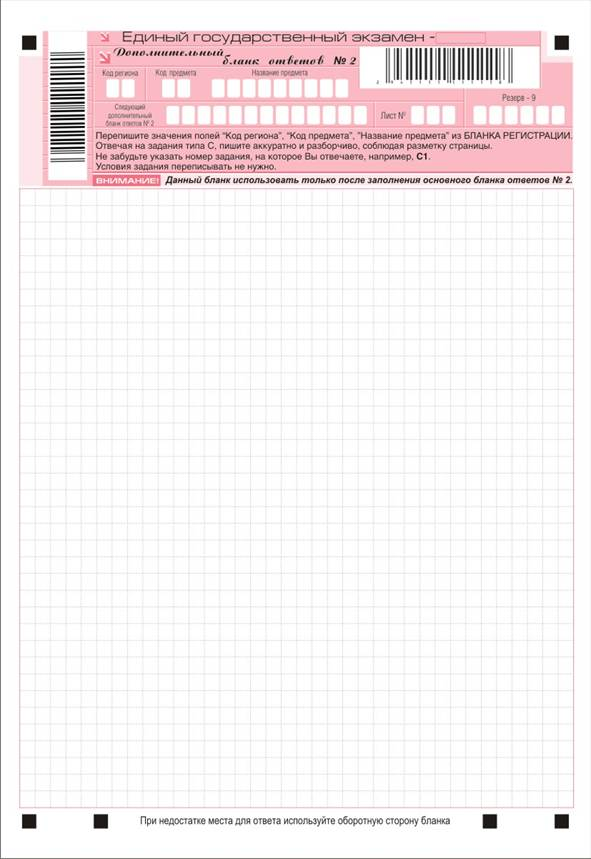 Единый государственный экзамен -
Дополнительный
бланк ответов № 2
Код региона Код предмета Название предмета
Резерв - 9
Следующий
дополнительный
бланк ответов № 2
Лист №
Перепишите значения полей "Код региона", "Код предмета", "Название предмета" из БЛАНКА РЕГИСТРАЦИИ.
Отвечая на задания типа С, пишите аккуратно и разборчиво, соблюдая разметку страницы.
Не забудьте указать номер задания, на которое Вы отвечаете, например, С1.
Условия задания переписывать не нужно.
ВНИМАНИЕ! Данный бланк использовать только после заполнения основного бланка ответов № 2.
При недостатке места для ответа используйте оборотную сторону бланка